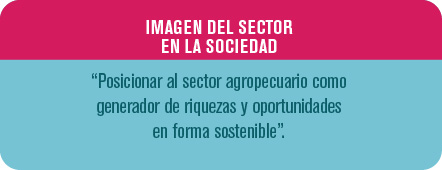 IMAGEN DEL SECTOR
EN LA SOCIEDAD
“Posicionar al sector agropecuario como
generador de riquezas y oportunidades
en forma sostenible”.